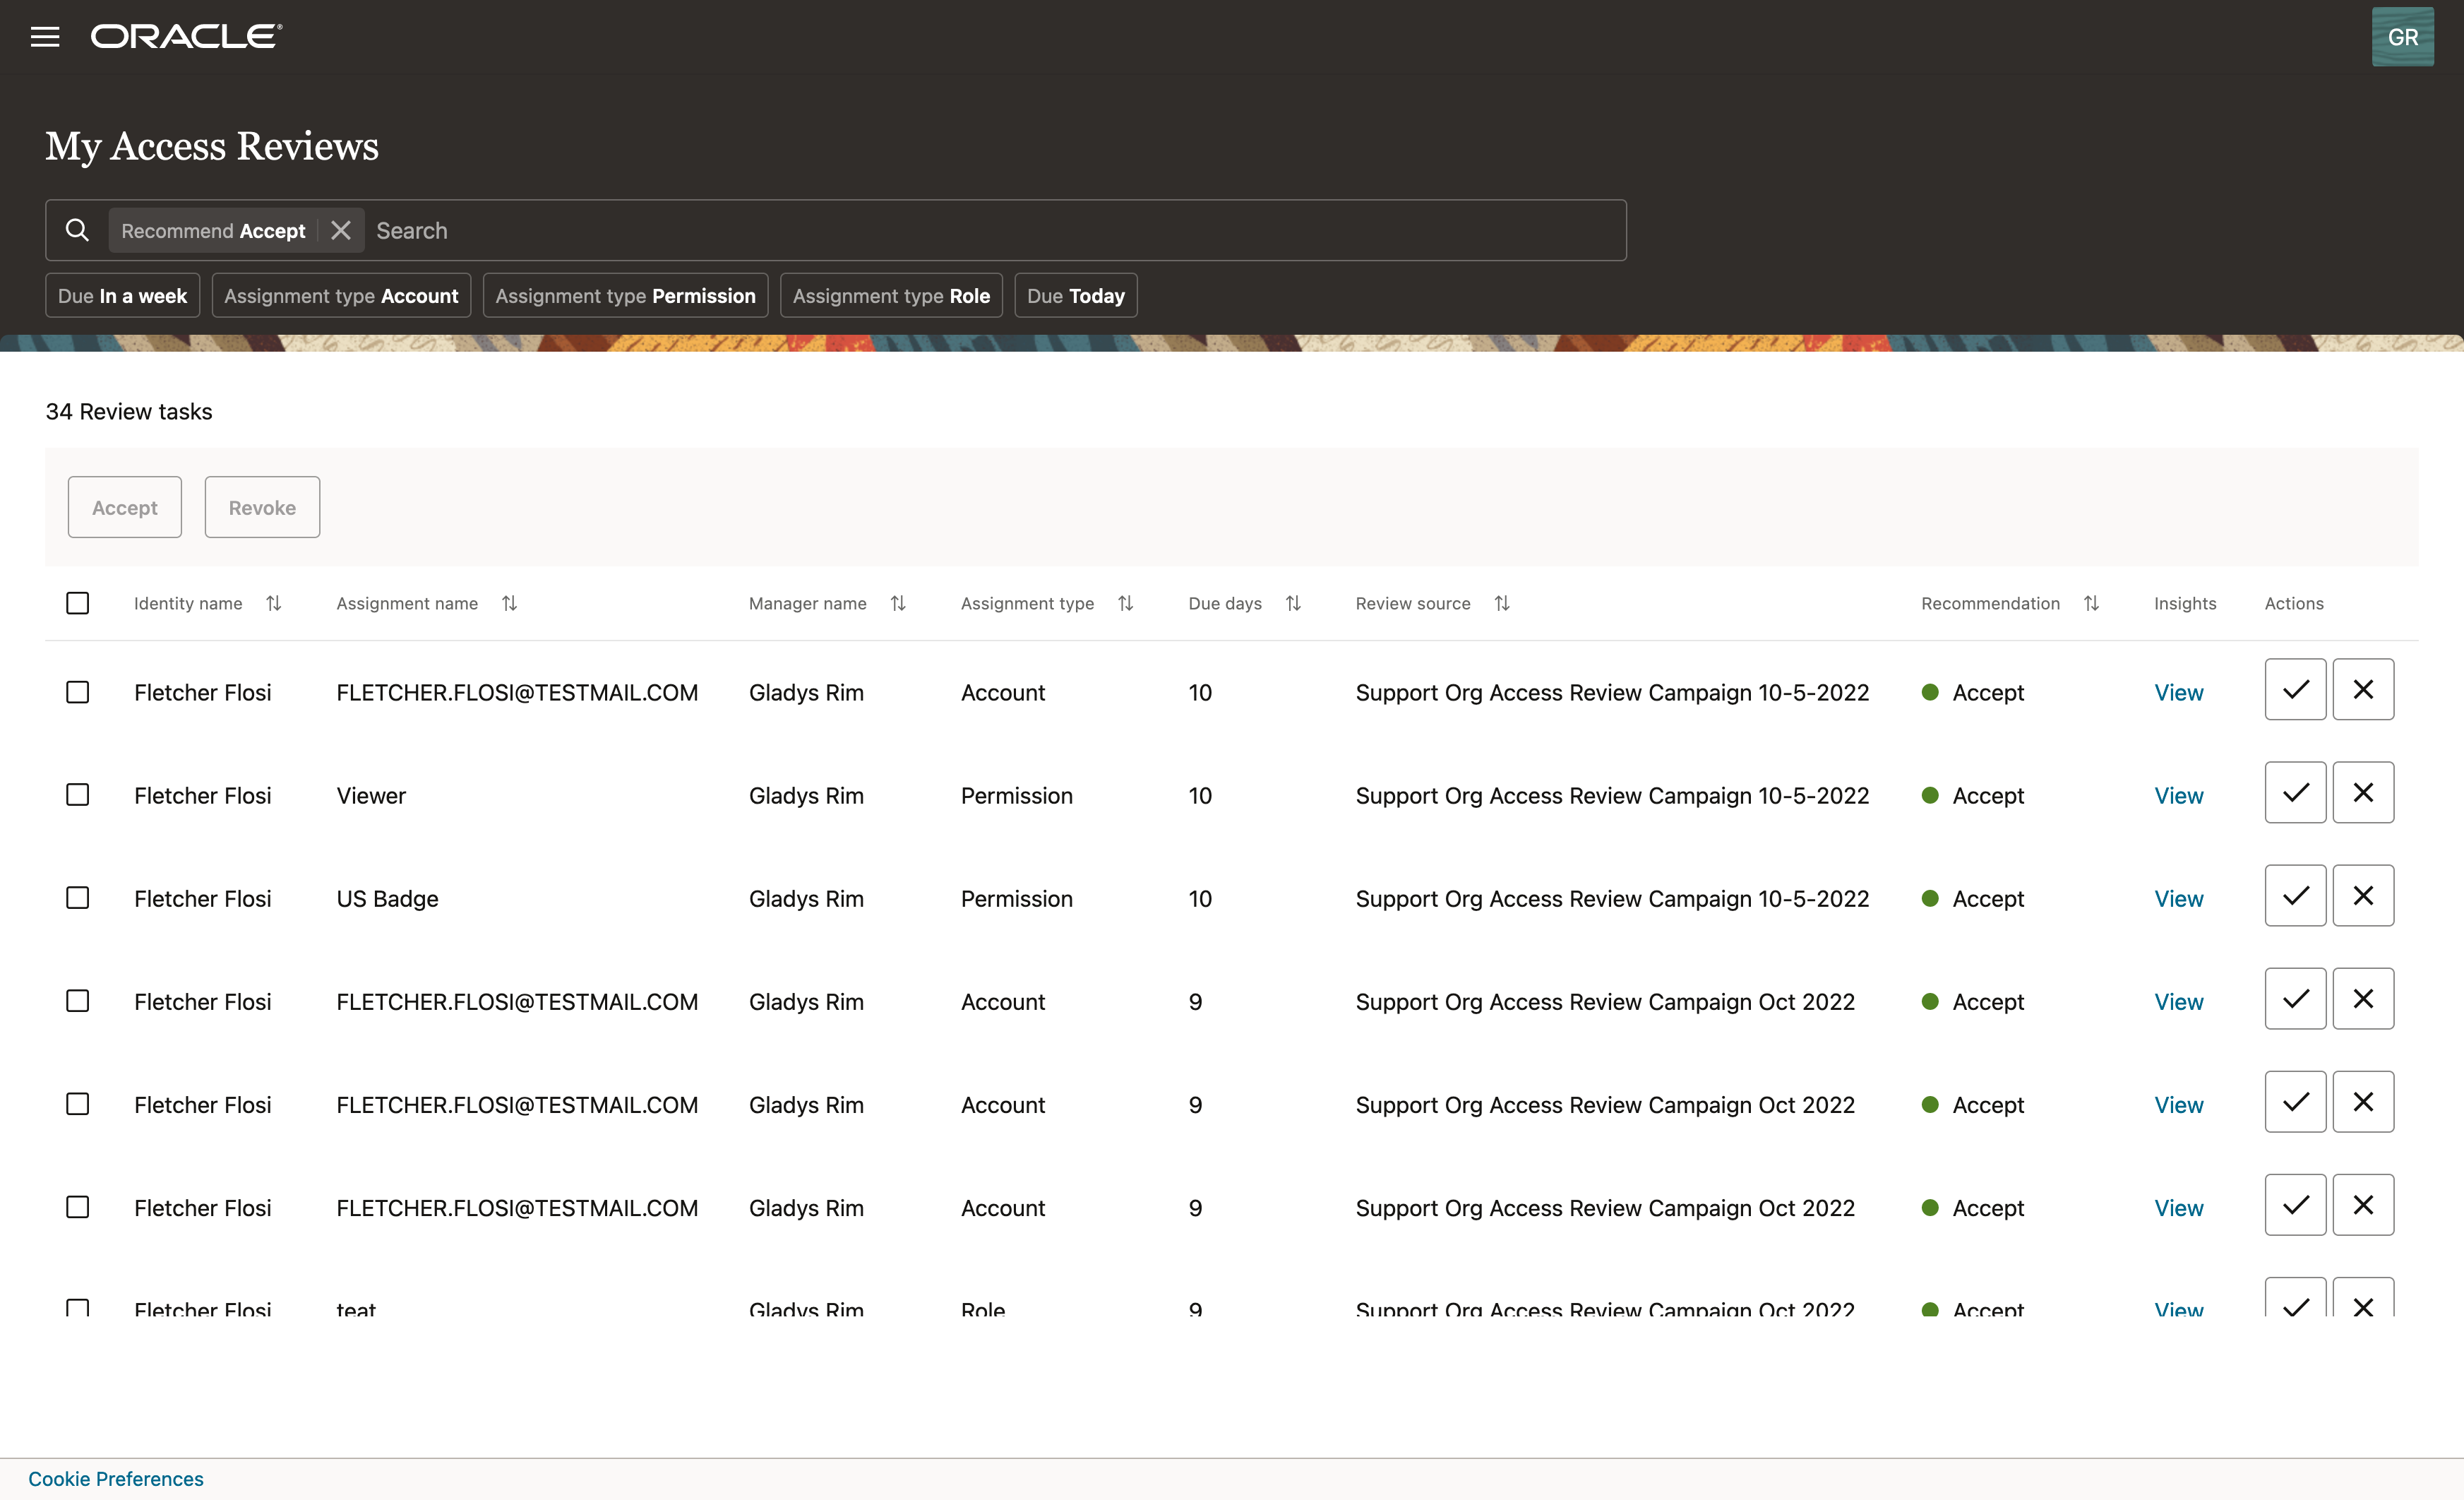 ORACLE®
GR
My Access Reviews
Recommend Accept Search
Due In a week Assignment type Account Assignment type Permission Assignment type Role Due Today
34 Review tasks
Accept Revoke
Identity name Assignment name Manager name Assignment type Due days Review source Recommendation Insights Actions
Fletcher Flosi FLETCHER.FLOSI@TESTMAIL.COM Gladys Rim Account 10 Support Org Access Review Campaign 10-5-2022 Accept View
Fletcher Flosi Viewer Gladys Rim Permission 10 Support Org Access Review Campaign 10-5-2022 Accept View
Fletcher Flosi US Badge Gladys Rim Permission 10 Support Org Access Review Campaign 10-5-2022 Accept View
Fletcher Flosi FLETCHER.FLOSI@TESTMAIL.COM Gladys Rim Account 9 Support Org Access Review Campaign Oct 2022 Accept View
Fletcher Flosi FLETCHER.FLOSI@TESTMAIL.COM Gladys Rim Account 9 Support Org Access Review Campaign Oct 2022 Accept View
Fletcher Flosi FLETCHER.FLOSI@TESTMAIL.COM Gladys Rim Account 9 Support Org Access Review Campaign Oct 2022 Accept View
Fletcher Flosi teat Gladys Rim Role 9 Support Org Access Review Campaign Oct 2022 Accept View
Cookie Preferences